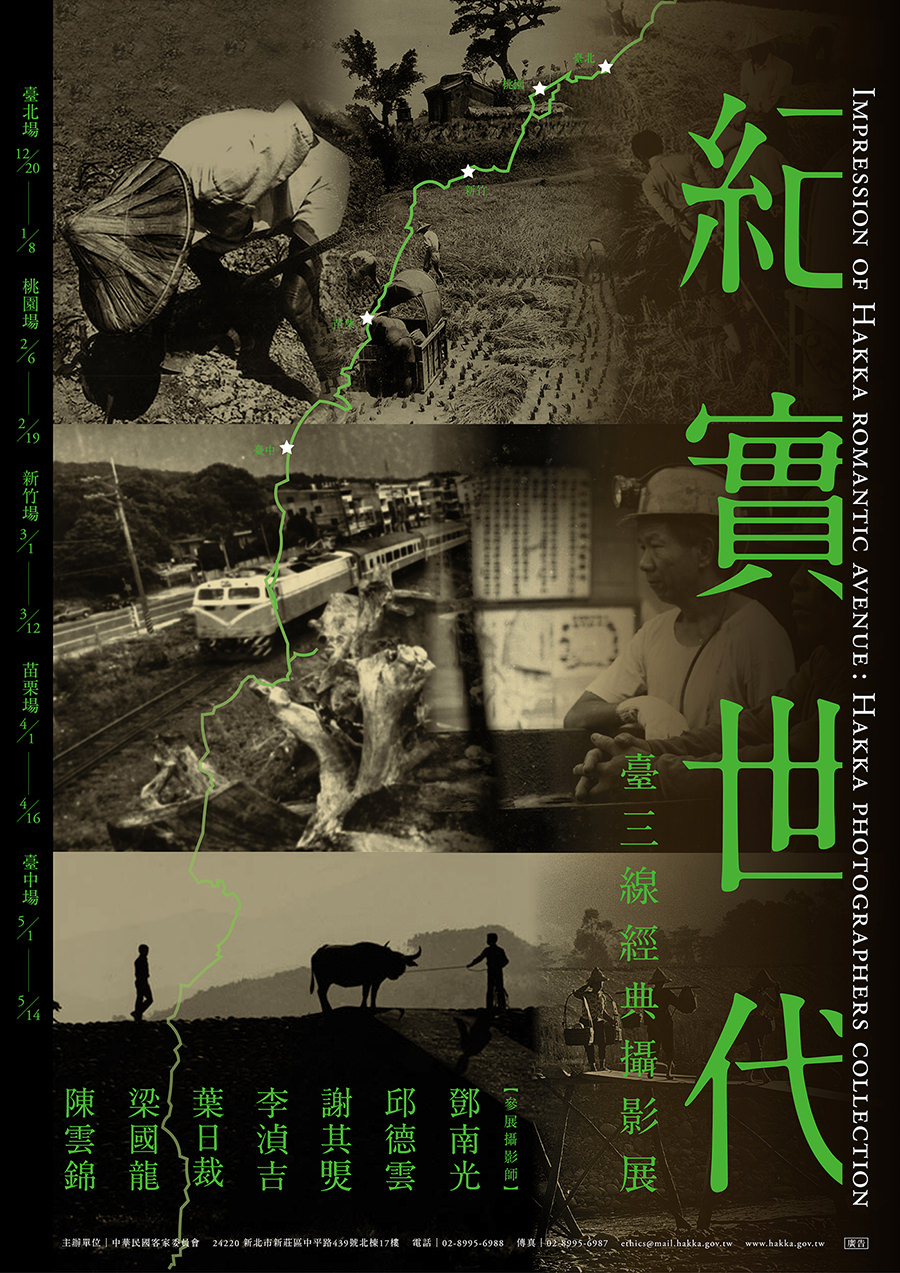 紀實世代
IMPRESSION OF HAKKA ROMANTIC AVENUE : HAKKA PHOTOGRAPHERS COLLECTION
臺三線經典攝影展
臺北
桃園
新竹
苗栗
臺中
【參展攝影師】
鄧南光
邱德雲
謝其煚
李湞吉
葉日裁
梁國龍
陳雲錦
臺北場 12/20—1/8
桃園場 2/6—2/19
新竹場 3/1—3/12
苗栗場 4/1—4/16
臺中場 5/1—5/14
主辦單位|中華民國客家委員會 24220 新北市新莊區中平路439號北棟17樓 電話|02-8995-6988 傳真|02-8995-6987 ethics@mail.hakka.gov.tw www.hakka.gov.tw 廣告